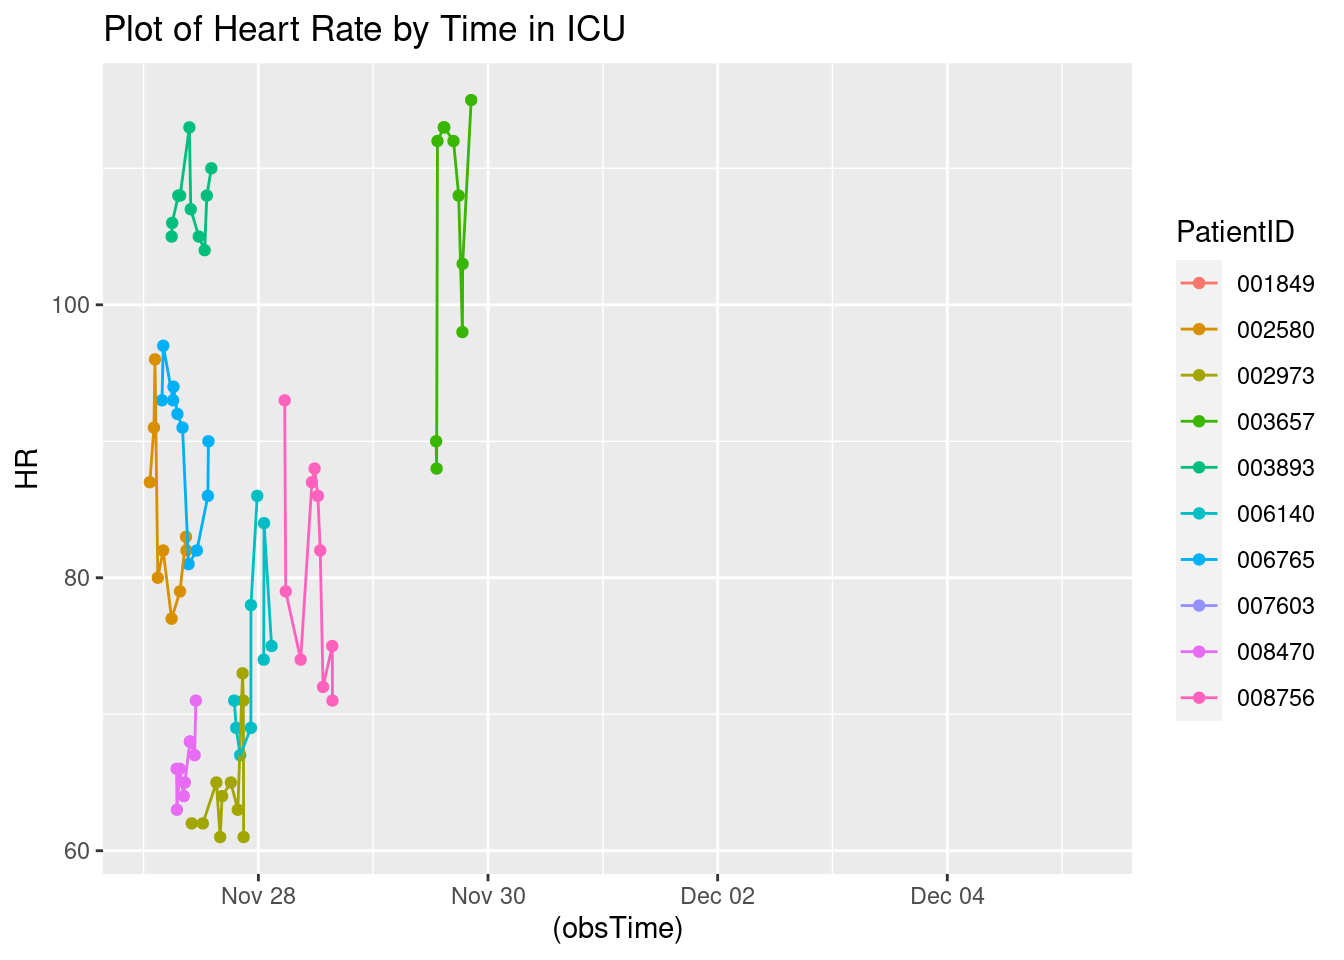 Plot of Heart Rate by Time in ICU
HR
100
80
60
Nov 28 Nov 30 Dec 02 Dec 04
(obsTime)
PatientID
001849
002580
002973
003657
003893
006140
006765
007603
008470
008756